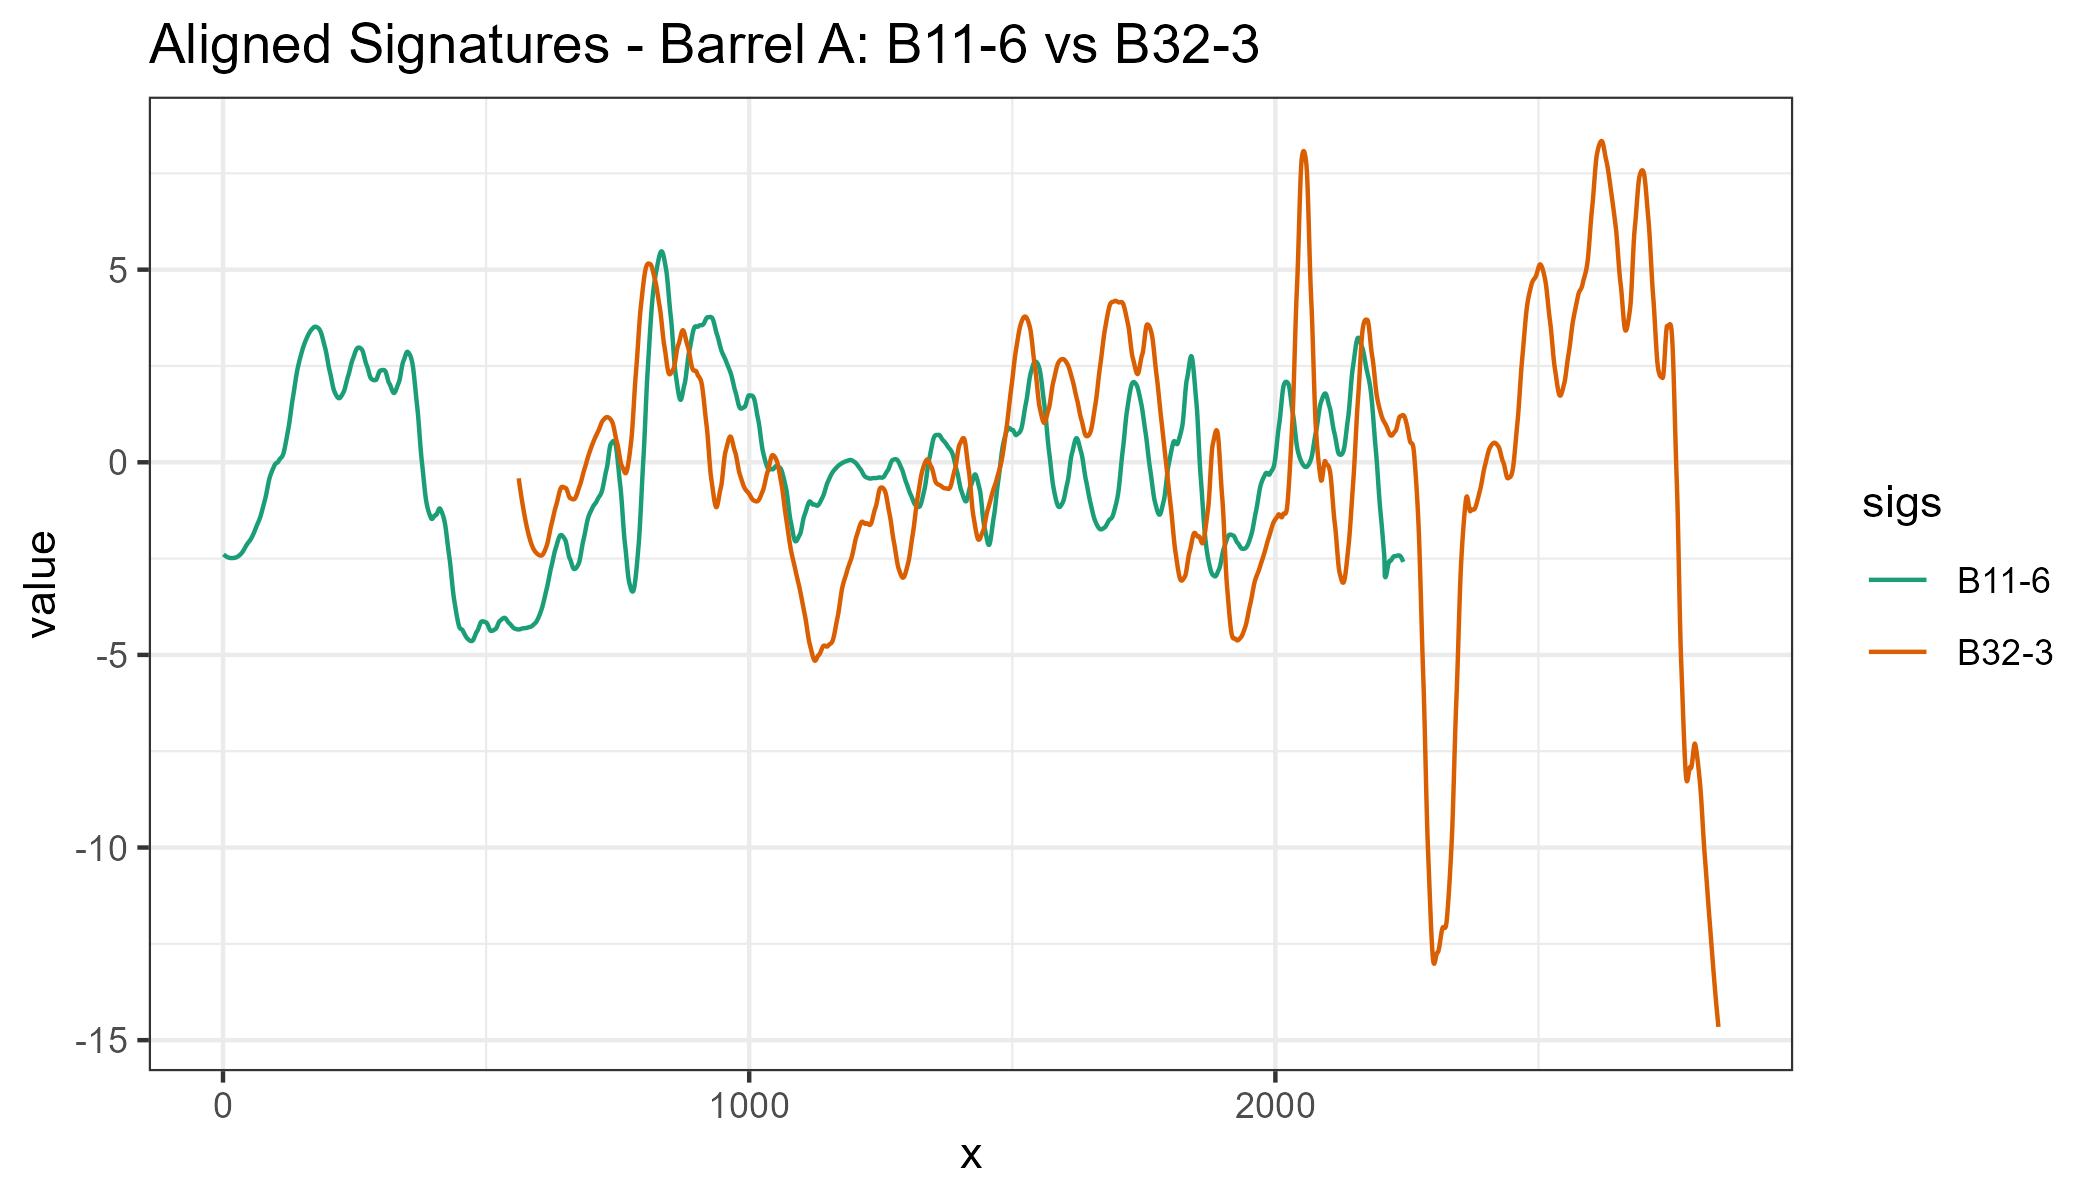 Aligned Signatures - Barrel A: B11-6 vs B32-3
value
5
0
-5
-10
-15
0 1000 2000
x
sigs
B11-6
B32-3